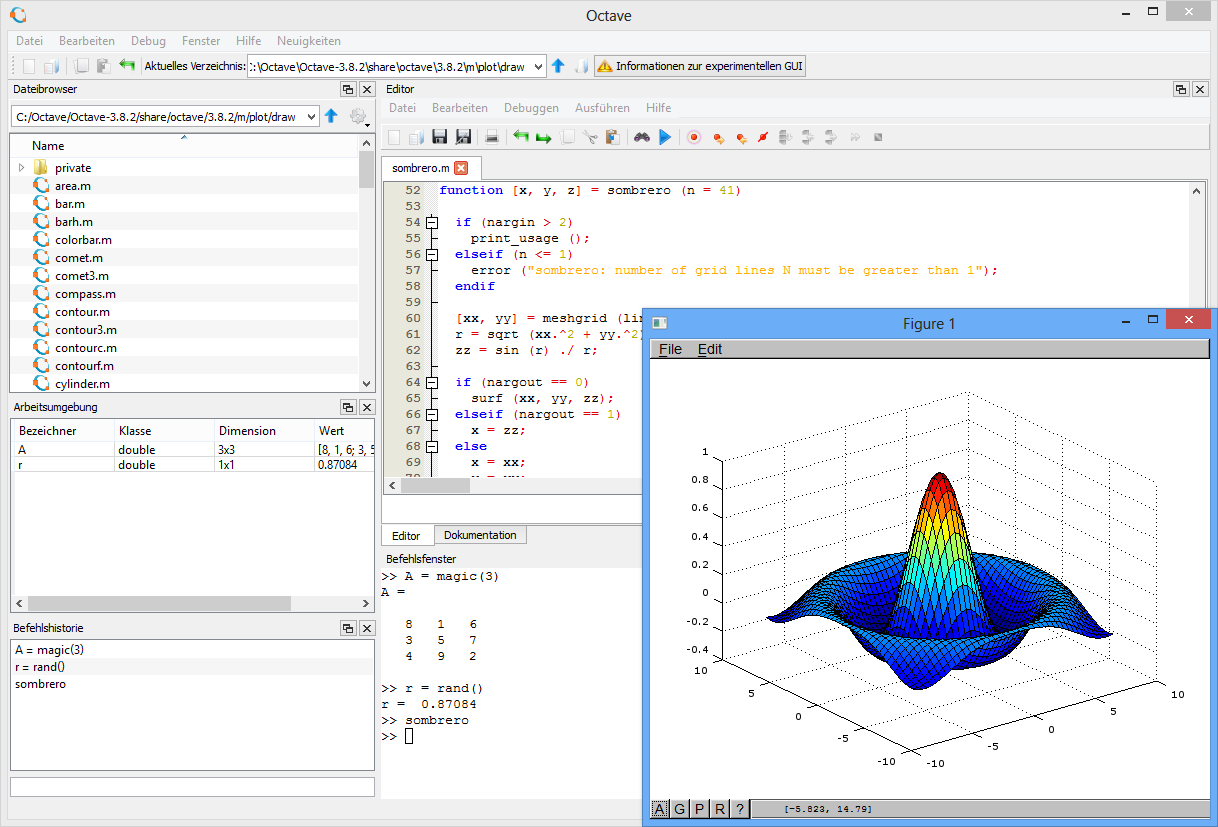 Octave
Datei Bearbeiten Debug Fenster Hilfe Neuigkeiten
Aktuelles Verzeichnis: :\Octave\Octave-3.8.2\share\octave\3.8.2\m\plot\draw Informationen zur experimentellen GUI
Dateibrowser
C:/Octave/Octave-3.8.2/share/octave/3.8.2/m/plot/draw
Name
private
area.m
bar.m
barh.m
colorbar.m
comet.m
comet3.m
compass.m
contour.m
contour3.m
contourc.m
contourf.m
cylinder.m
Arbeitsumgebung
Bezeichner Klasse Dimension Wert
A double 3x3 [8, 1, 6; 3, 5
r double 1x1 0.87084
Befehlshistorie
A = magic(3)
r = rand()
sombrero
Editor
Datei Bearbeiten Debuggen Ausführen Hilfe
sombrero.m
52 function [x, y, z] = sombrero (n = 41)
53
54 if (nargin > 2)
55 print_usage ();
56 elseif (n <= 1)
57 error ("sombrero: number of grid lines N must be greater than 1");
58 endif
59
60 [xx, yy] = meshgrid (lin
61 r = sqrt (xx.^2 + yy.^2)
62 zz = sin (r) ./ r;
63
64 if (nargout == 0)
65 surf (xx, yy, zz);
66 elseif (nargout == 1)
67 x = zz;
68 else
69 x = xx;
Editor Dokumentation
Befehlsfenster
>> A = magic(3)
A =
8 1 6
3 5 7
4 9 2
>> r = rand()
r = 0.87084
>> sombrero
>>
Figure 1
File Edit
1
0.8
0.6
0.4
0.2
0
-0.2
-0.4
10
5
0
-5
-10
-10
-5
0
5
10
A G P R ? [-5.823, 14.79]